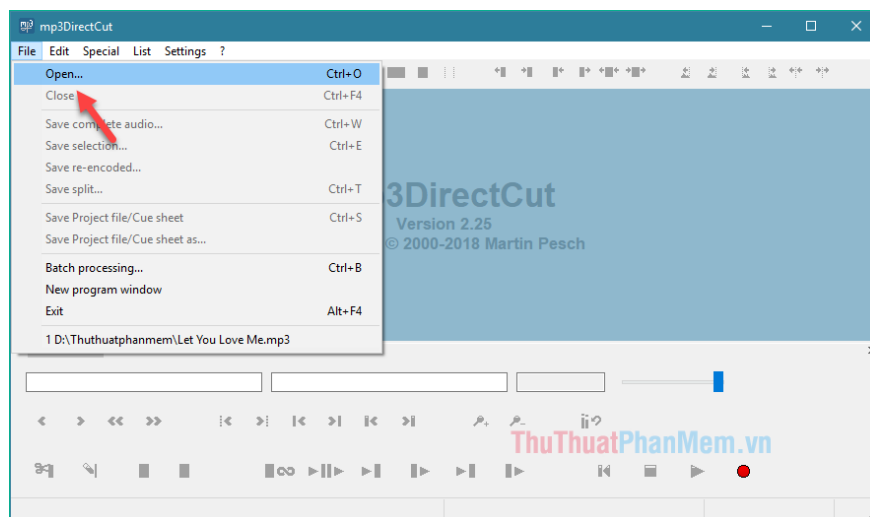 mp3DirectCut
File Edit Special List Settings ?
Open... Ctrl+O
Close Ctrl+F4
Save complete audio... Ctrl+W
Save selection... Ctrl+E
Save re-encoded...
Save split... Ctrl+T
Save Project file/Cue sheet Ctrl+S
Save Project file/Cue sheet as...
Batch processing... Ctrl+B
New program window
Exit Alt+F4
1 D:\Thuthuatphanmem\Let You Love Me.mp3
p3DirectCut
Version 2.25
© 2000-2018 Martin Pesch
ThuThuatPhanMem.vn